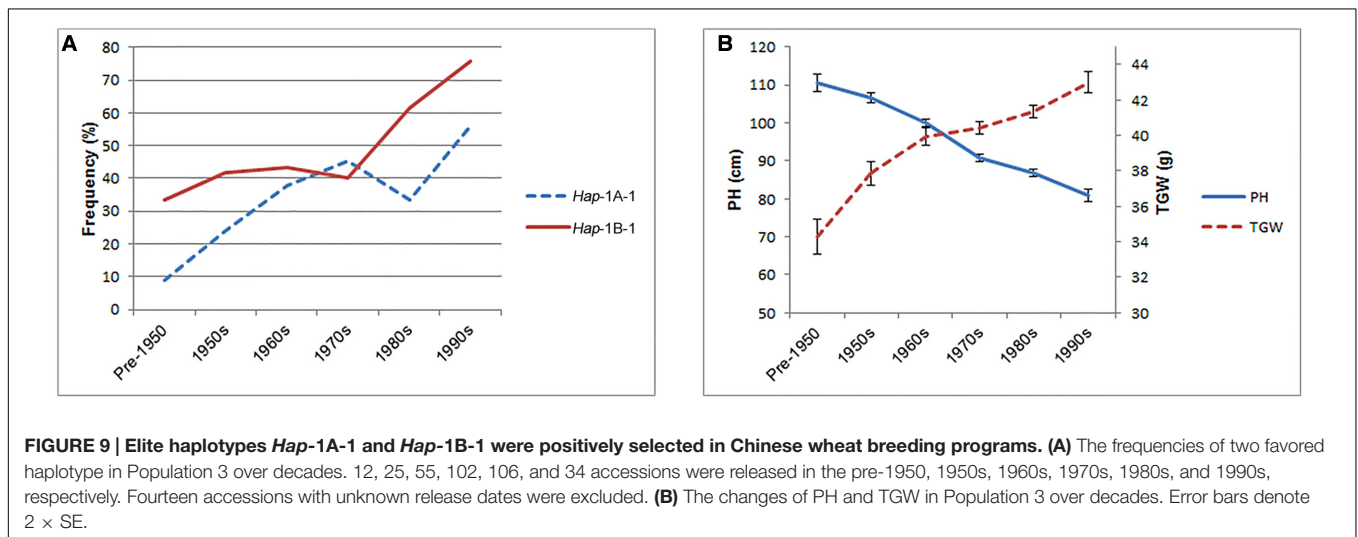 A
80
70
60
50
40
30
20
10
0
Frequency (%)
Pre-1950
1950s
1960s
1970s
1980s
1990s
Hap-1A-1
Hap-1B-1
B
120
110
100
90
80
70
60
50
PH (cm)
44
42
40
38
36
34
32
30
TGW (g)
Pre-1950
1950s
1960s
1970s
1980s
1990s
PH
TGW
FIGURE 9 | Elite haplotypes Hap-1A-1 and Hap-1B-1 were positively selected in Chinese wheat breeding programs. (A) The frequencies of two favored
haplotype in Population 3 over decades. 12, 25, 55, 102, 106, and 34 accessions were released in the pre-1950, 1950s, 1960s, 1970s, 1980s, and 1990s,
respectively. Fourteen accessions with unknown release dates were excluded. (B) The changes of PH and TGW in Population 3 over decades. Error bars denote
2 × SE.